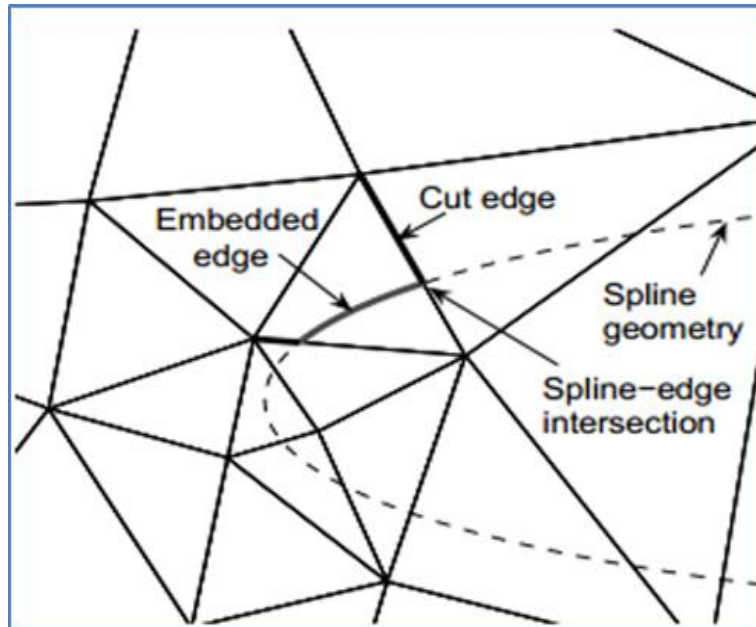 Cut edge
Embedded
edge
Spline
geometry
Spline−edge
intersection